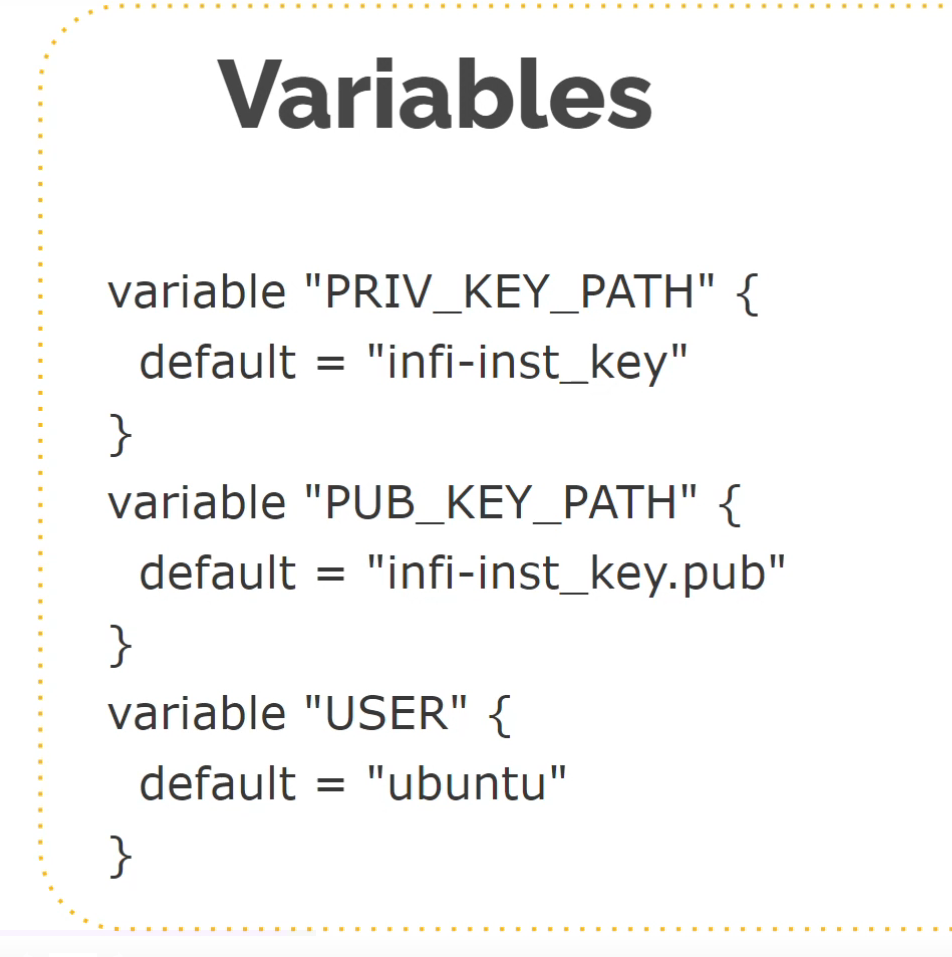 Variables
variable "PRIV_KEY_PATH" {
default = "infi-inst_key"
}
variable "PUB_KEY_PATH" {
default = "infi-inst_key.pub"
}
variable "USER" {
default = "ubuntu"
}